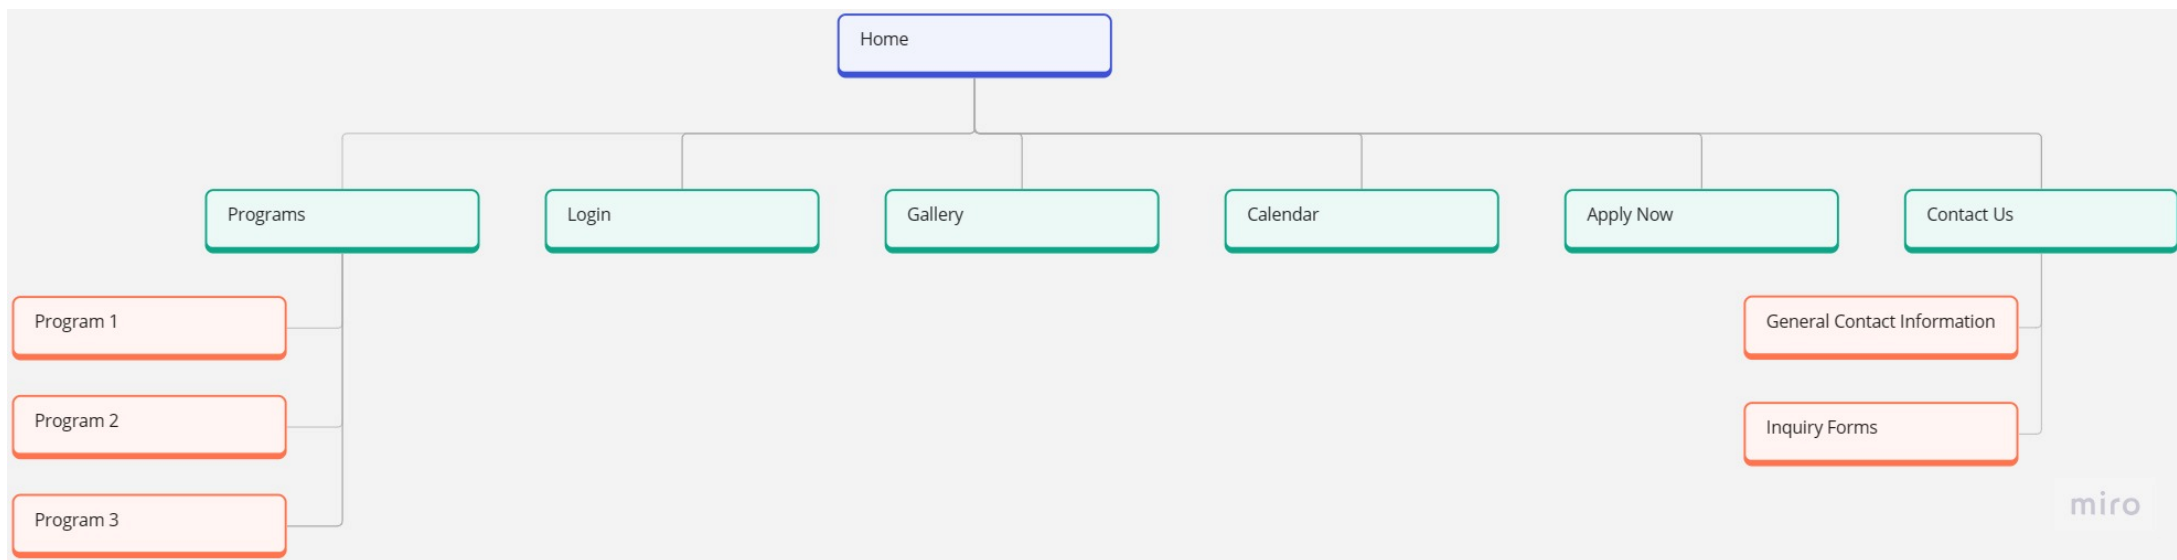 Home
Programs
Login
Gallery
Calendar
Apply Now
Contact Us
Program 1
General Contact Information
Program 2
Inquiry Forms
Program 3
miro